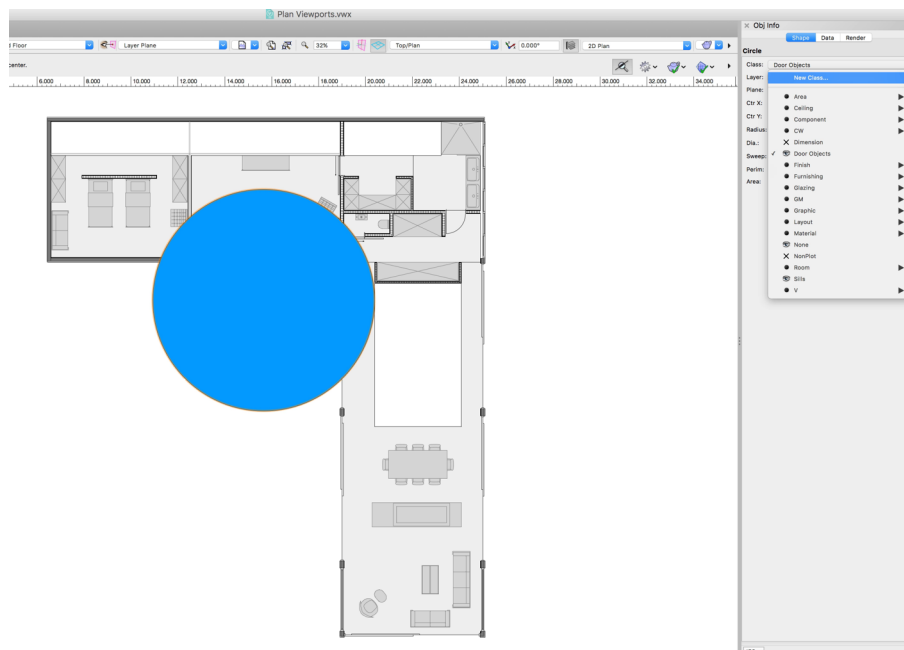 Plan Viewports.vwx
Obj Info
Shape Data Render
d Floor Layer Plane 32% Top/Plan 0.000° 2D Plan
Circle
center.
Class: Door Objects
6.000 8.000 10.000 12.000 14.000 16.000 18.000 20.000 22.000 24.000 26.000 28.000 30.000 32.000 34.000
Layer:
Plane:
Ctr X:
Ctr Y:
Radius:
Dia.:
Sweep:
Perim:
Area:
New Class...
Area
Ceiling
Component
CW
Dimension
Door Objects
Finish
Furnishing
Glazing
GM
Graphic
Layout
Material
None
NonPlot
Room
Sills
V